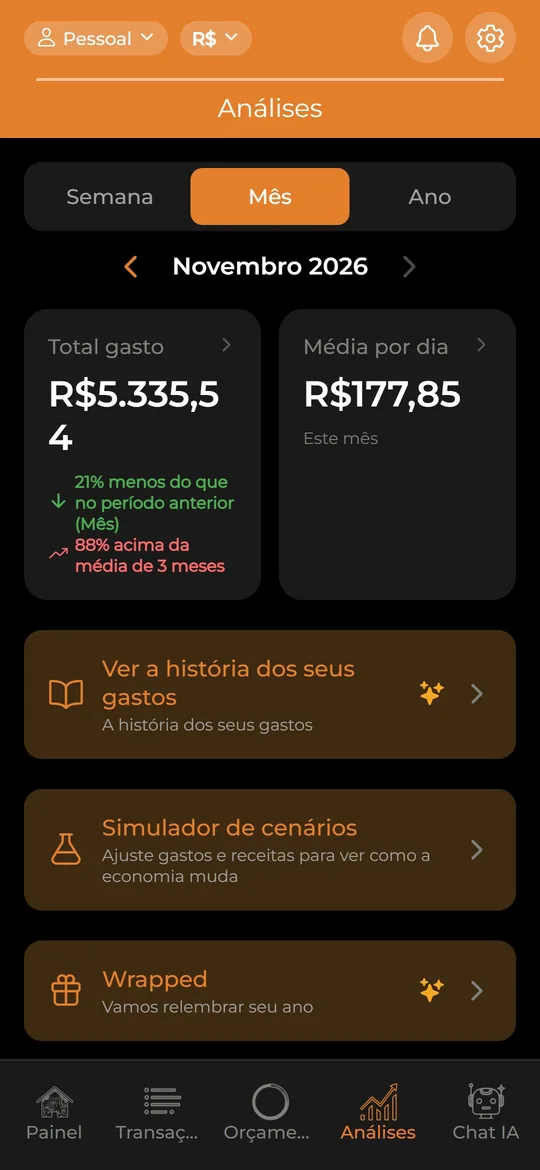 Pessoal
R$
Análises
Semana
Mês
Ano
Novembro 2026
Total gasto
R$5.335,5
4
21% menos do que
no período anterior
(Mês)
88% acima da
média de 3 meses
Média por dia
R$177,85
Este mês
Ver a história dos seus
gastos
A história dos seus gastos
Simulador de cenários
Ajuste gastos e receitas para ver como a
economia muda
Wrapped
Vamos relembrar seu ano
Painel
Transaç...
Orçame...
Análises
Chat IA